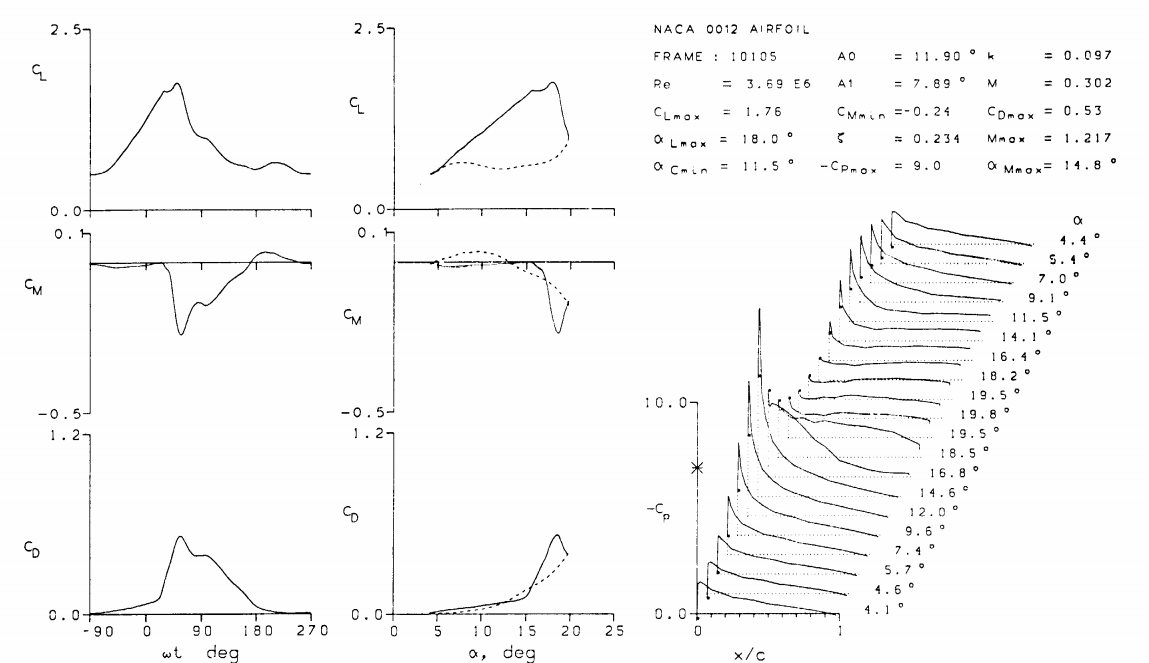 NACA 0012 AIRFOIL
FRAME : 10105 A0 = 11.90 ° k = 0.097
Re = 3.69 E6 A1 = 7.89 ° M = 0.302
CLmax = 1.76 CMmin =-0.24 CDmax = 0.53
αLmax = 18.0 ° ζ = 0.234 Mmax = 1.217
αCmin = 11.5 ° -CPmax = 9.0 αMmax= 14.8 °
2.5
CL
0.0
2.5
CL
0.0
0.1
CM
-0.5
0.1
CM
-0.5
1.2
CD
0.0
-90 0 90 180 270
ωt deg
1.2
CD
0.0
0 5 10 15 20 25
α, deg
α
4.4 °
5.4 °
7.0 °
9.1 °
11.5 °
14.1 °
16.4 °
18.2 °
19.5 °
19.8 °
19.5 °
18.5 °
16.8 °
14.6 °
12.0 °
9.6 °
7.4 °
5.7 °
4.6 °
4.1 °
10.0
-Cp
0.0
0 1
x/c